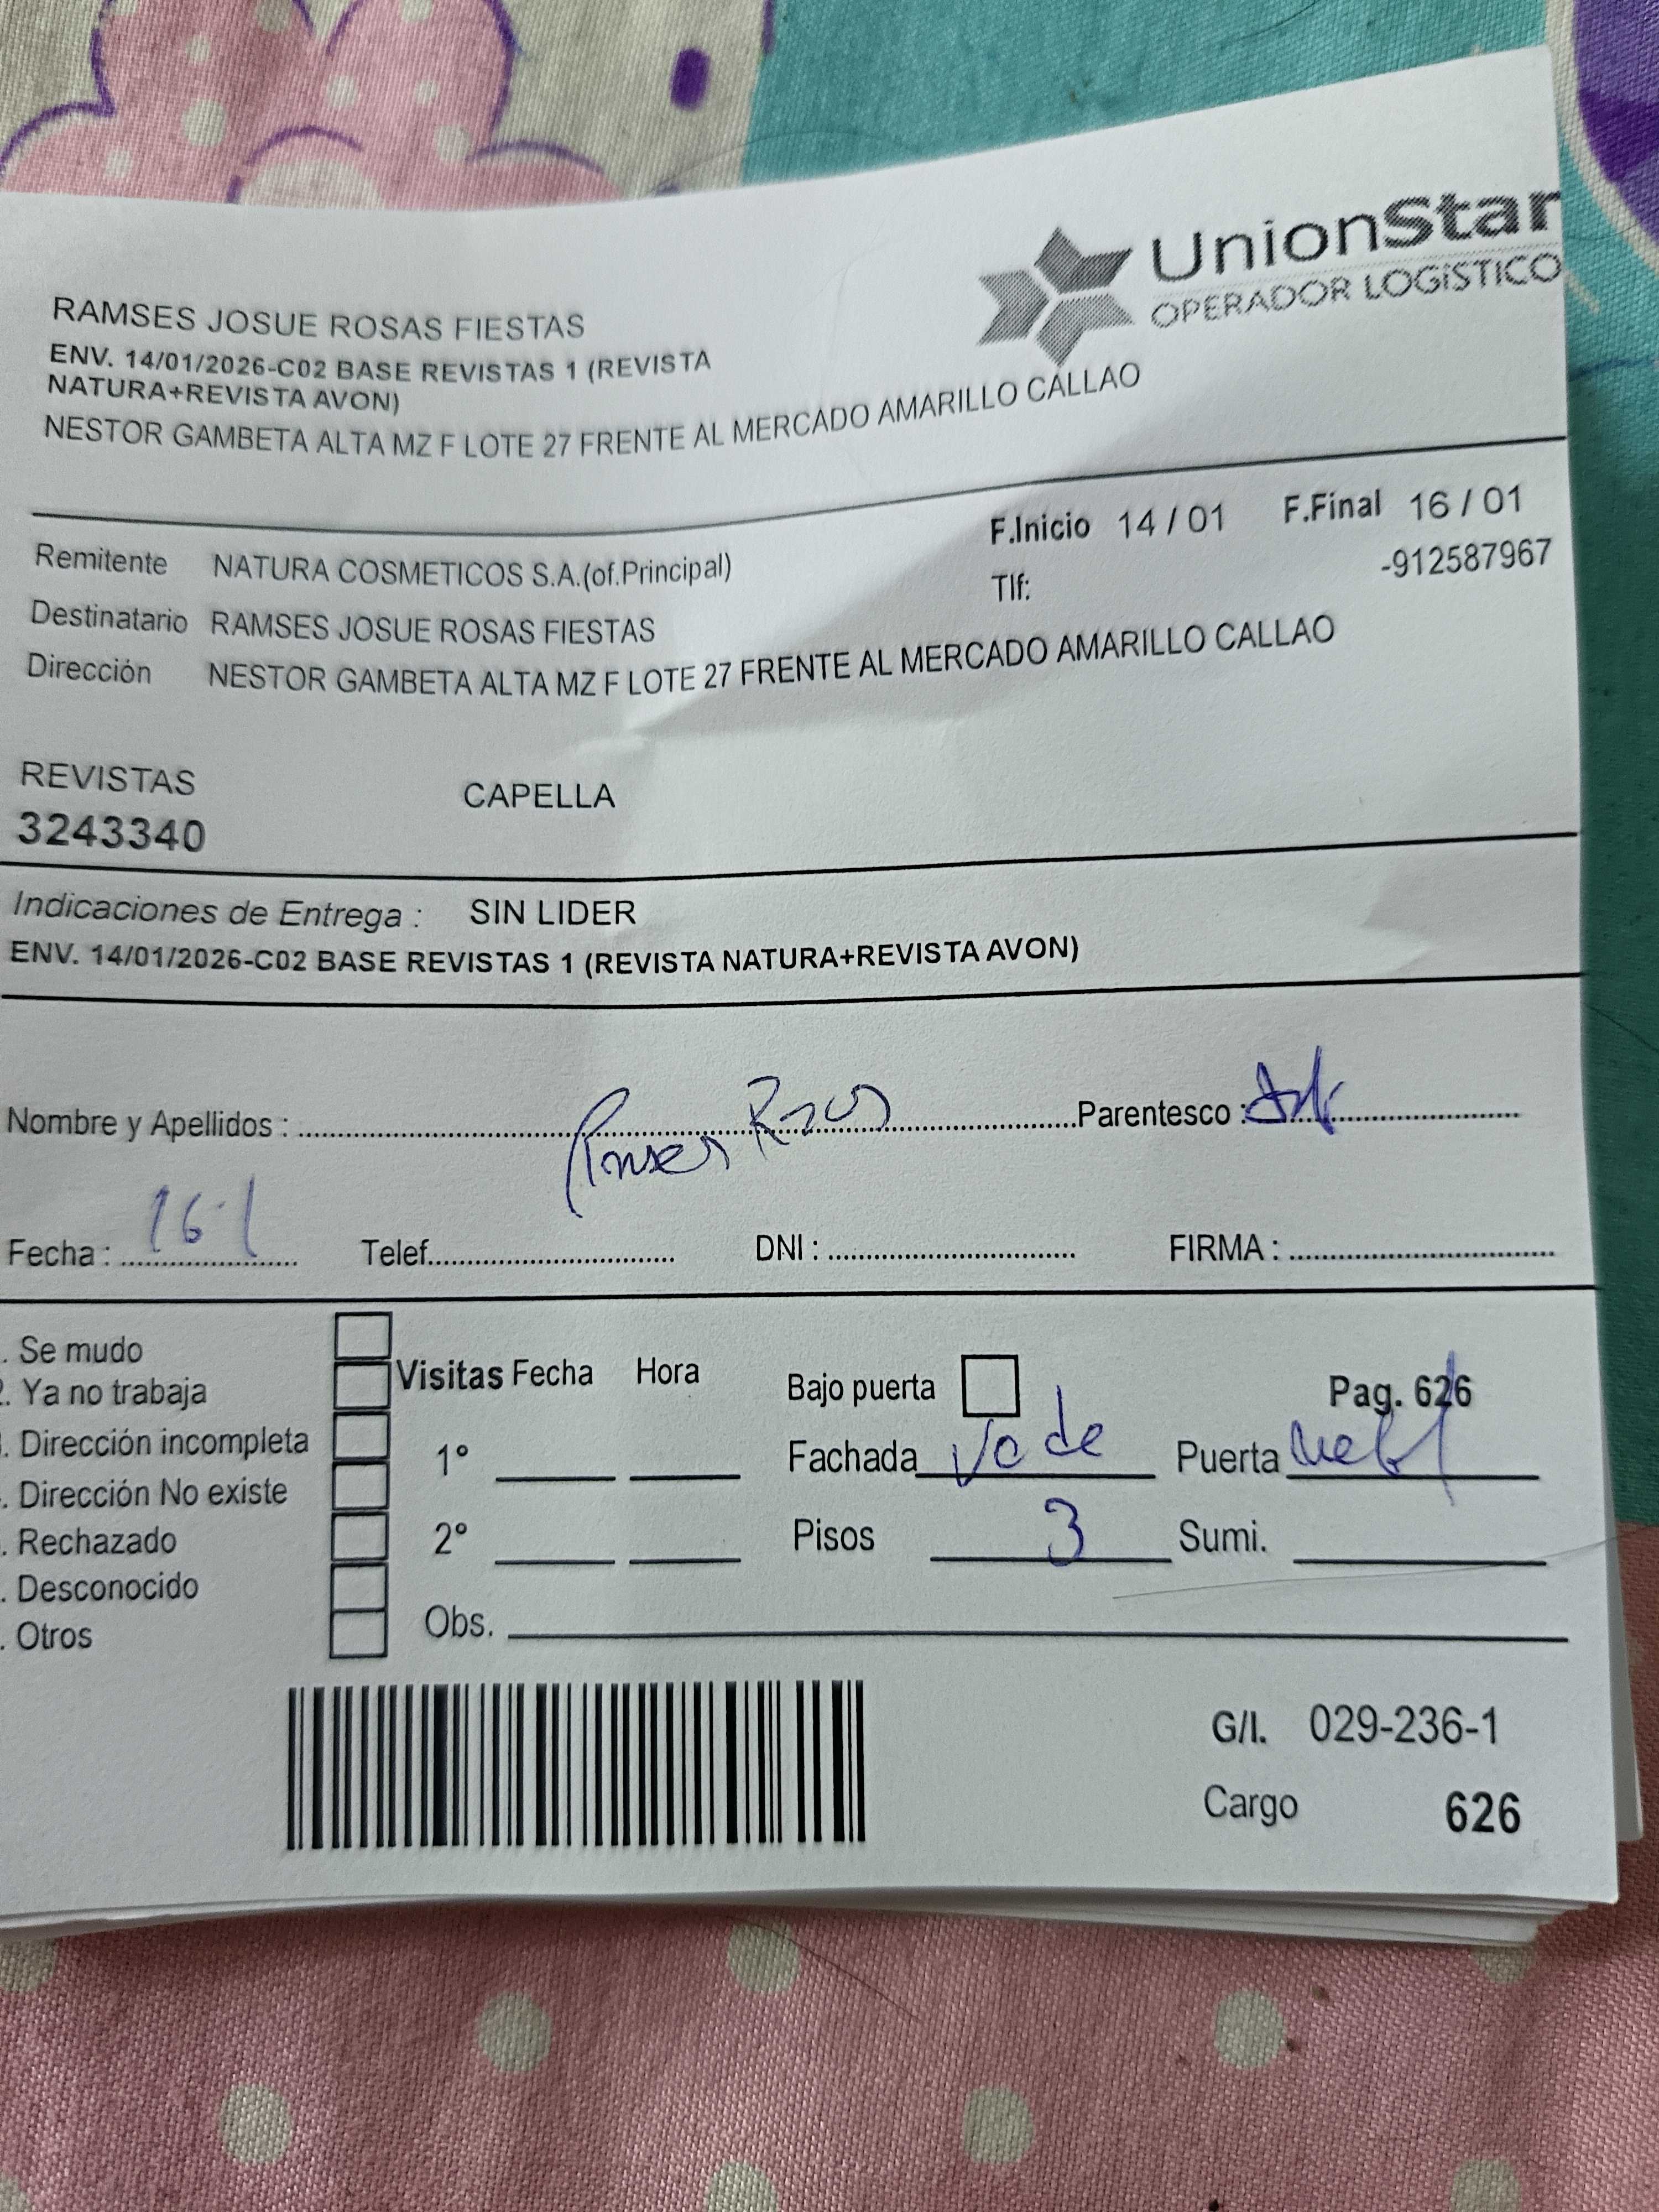 UnionStar
OPERADOR LOGÍSTICO
RAMSES JOSUE ROSAS FIESTAS
ENV. 14/01/2026-C02 BASE REVISTAS 1 (REVISTA
NATURA+REVISTA AVON)
NESTOR GAMBETA ALTA MZ F LOTE 27 FRENTE AL MERCADO AMARILLO CALLAO
F.Inicio 14 / 01 F.Final 16 / 01
Remitente NATURA COSMETICOS S.A.(of.Principal) Tlf: -912587967
Destinatario RAMSES JOSUE ROSAS FIESTAS
Dirección NESTOR GAMBETA ALTA MZ F LOTE 27 FRENTE AL MERCADO AMARILLO CALLAO
REVISTAS CAPELLA
3243340
Indicaciones de Entrega : SIN LIDER
ENV. 14/01/2026-C02 BASE REVISTAS 1 (REVISTA NATURA+REVISTA AVON)
Nombre y Apellidos : Ramses Rosas Parentesco :
Fecha : 16.1 Telef. DNI : FIRMA :
. Se mudo
2. Ya no trabaja
. Dirección incompleta
. Dirección No existe
. Rechazado
. Desconocido
. Otros
Visitas Fecha Hora
1°
2°
Obs.
Bajo puerta Pag. 626
Fachada Vede Puerta
Pisos 3 Sumi.
G/I. 029-236-1
Cargo 626